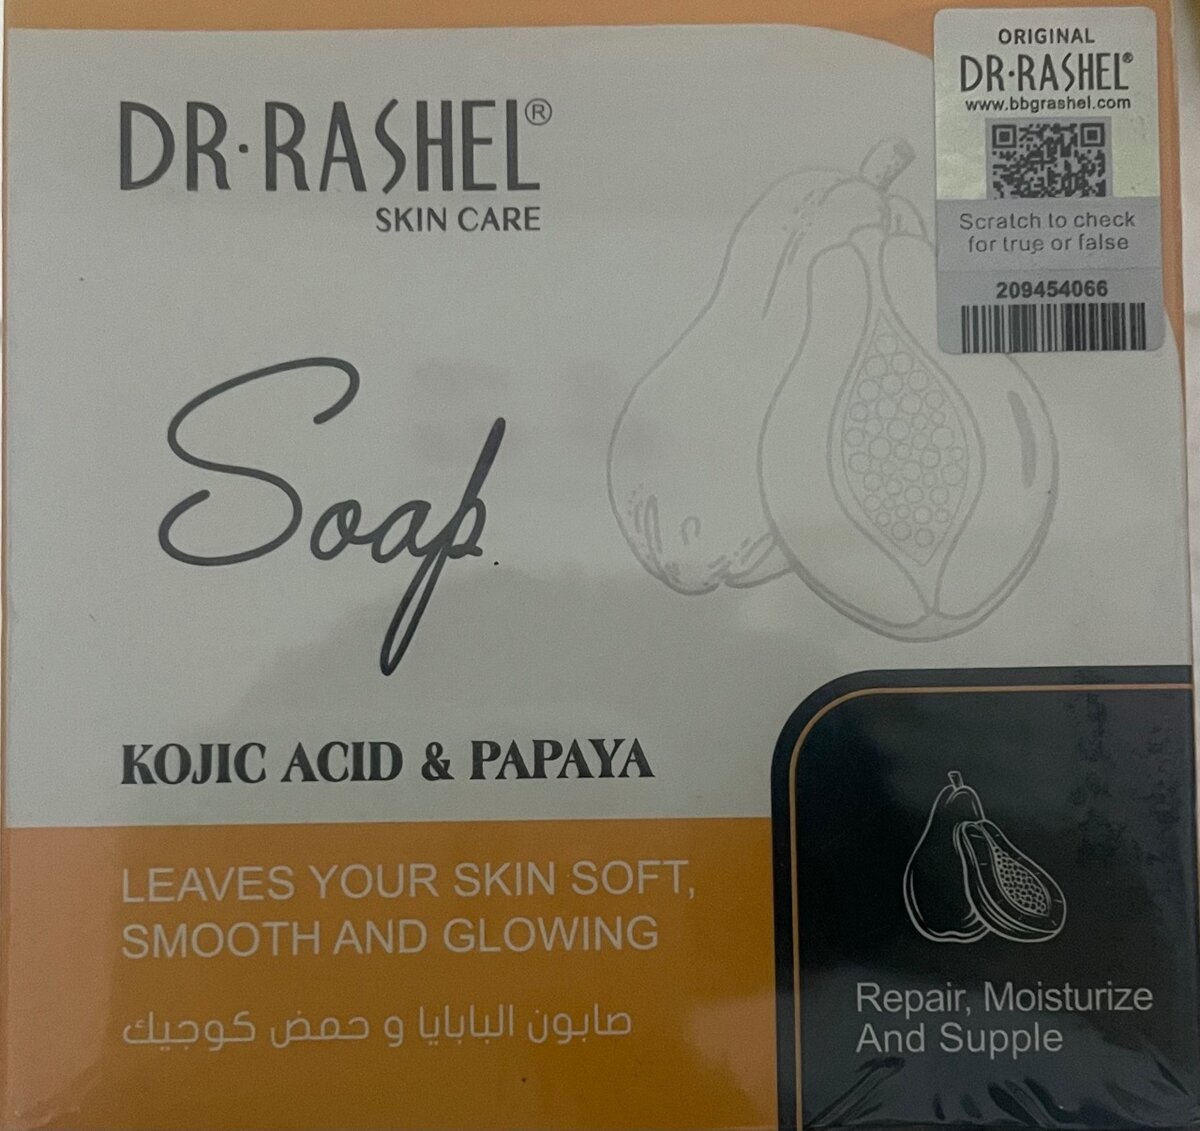 DR·RASHEL®
SKIN CARE
ORIGINAL
DR·RASHEL®
www.bbgrashel.com
Scratch to check
for true or false
209454066
Soap
KOJIC ACID & PAPAYA
LEAVES YOUR SKIN SOFT,
SMOOTH AND GLOWING
صابون البابايا و حمض كوجيك
Repair, Moisturize
And Supple